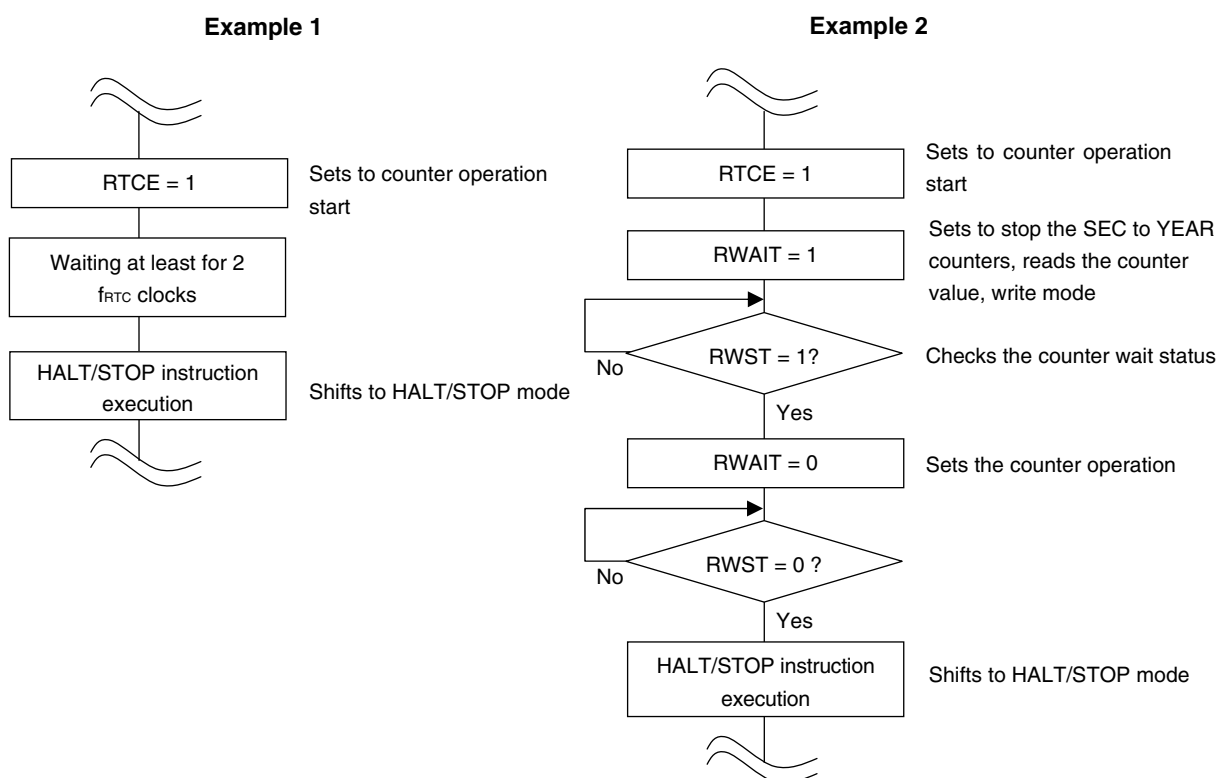 Example 1
RTCE = 1
Sets to counter operation
start
Waiting at least for 2
fRTC clocks
HALT/STOP instruction
execution
Shifts to HALT/STOP mode
Example 2
RTCE = 1
Sets to counter operation
start
RWAIT = 1
Sets to stop the SEC to YEAR
counters, reads the counter
value, write mode
RWST = 1?
No
Checks the counter wait status
Yes
RWAIT = 0
Sets the counter operation
RWST = 0 ?
No
Yes
HALT/STOP instruction
execution
Shifts to HALT/STOP mode